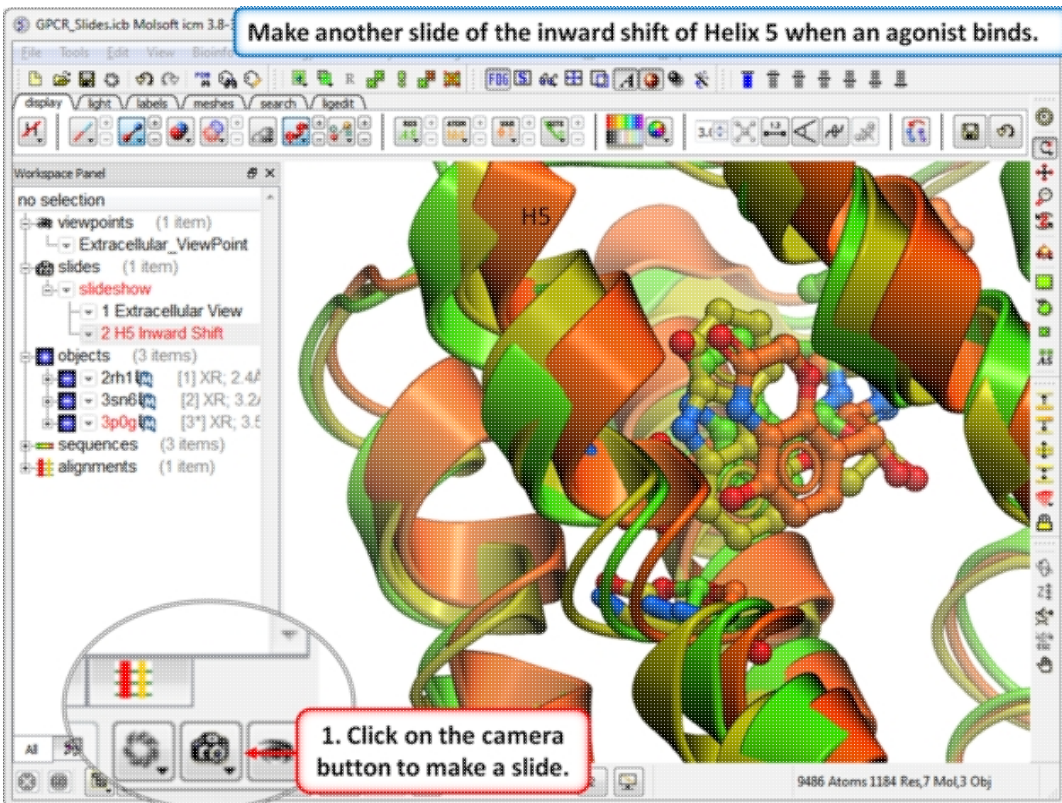 GPCR_Slides.icb Molsoft icm 3.8-
Make another slide of the inward shift of Helix 5 when an agonist binds.
File Tools Edit View Bioinfo
display light labels meshes search ligedit
Workspace Panel
no selection
viewpoints (1 item)
Extracellular_ViewPoint
slides (1 item)
slideshow
1 Extracellular View
2 H5 Inward Shift
objects (3 items)
2rh1 [1] XR; 2.4Å
3sn6 [2] XR; 3.2
3p0g [3*] XR; 3.5
sequences (3 items)
alignments (1 item)
H5
1. Click on the camera
button to make a slide.
All
9486 Atoms 1184 Res,7 Mol,3 Obj